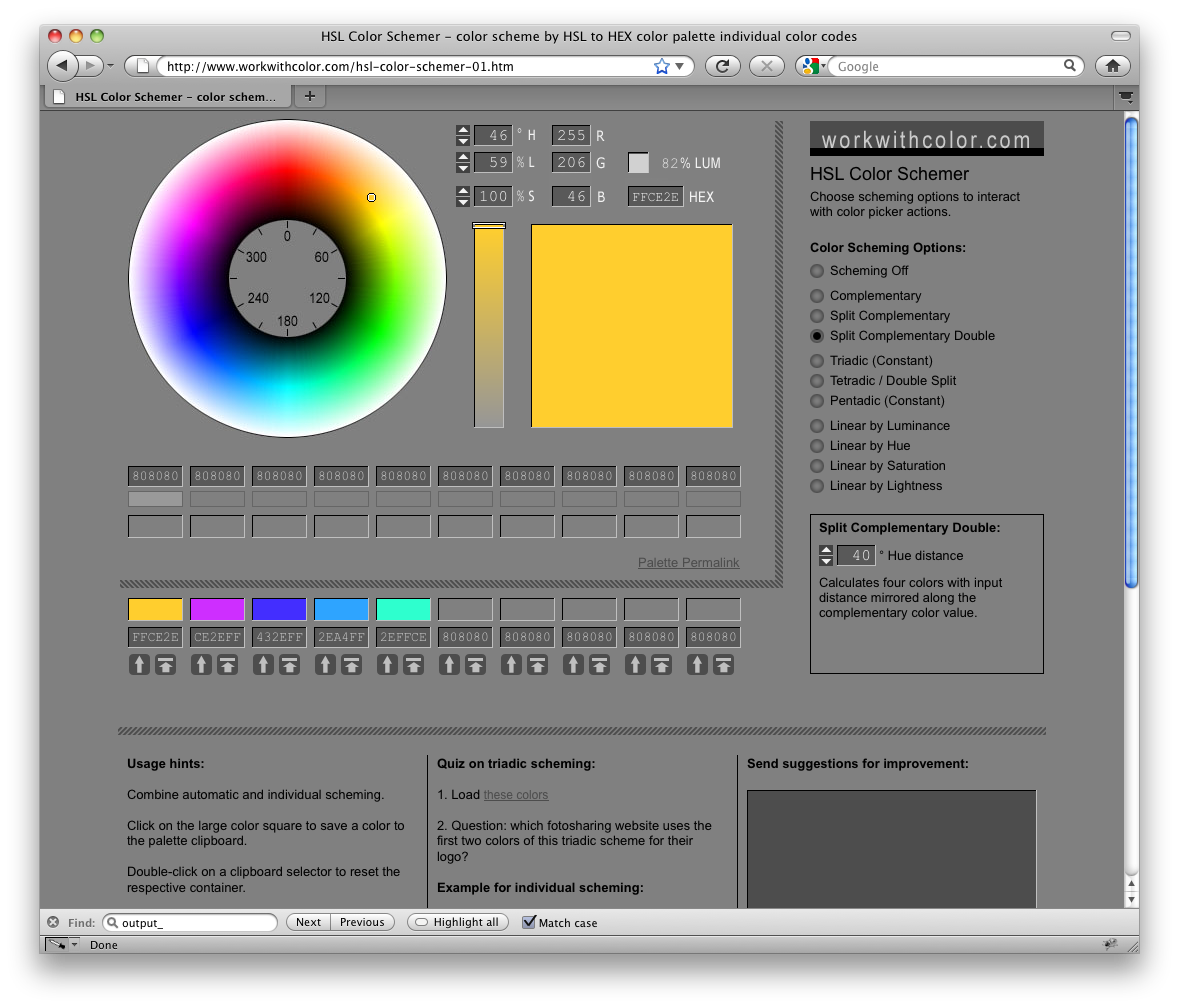 HSL Color Schemer – color scheme by HSL to HEX color palette individual color codes
http://www.workwithcolor.com/hsl-color-schemer-01.htm
Google
HSL Color Schemer – color schem...
+
0
60
120
180
240
300
46 ° H 255 R
59 % L 206 G 82% LUM
100 % S 46 B FFCE2E HEX
808080 808080 808080 808080 808080 808080 808080 808080 808080 808080
Palette Permalink
FFCE2E CE2EFF 432EFF 2EA4FF 2EFFCE 808080 808080 808080 808080 808080
workwithcolor.com
HSL Color Schemer
Choose scheming options to interact
with color picker actions.
Color Scheming Options:
Scheming Off
Complementary
Split Complementary
Split Complementary Double
Triadic (Constant)
Tetradic / Double Split
Pentadic (Constant)
Linear by Luminance
Linear by Hue
Linear by Saturation
Linear by Lightness
Split Complementary Double:
40 ° Hue distance
Calculates four colors with input
distance mirrored along the
complementary color value.
Usage hints:
Combine automatic and individual scheming.
Click on the large color square to save a color to
the palette clipboard.
Double-click on a clipboard selector to reset the
respective container.
Quiz on triadic scheming:
1. Load these colors
2. Question: which fotosharing website uses the
first two colors of this triadic scheme for their
logo?
Example for individual scheming:
Send suggestions for improvement:
Find: output_ Next Previous Highlight all Match case
Done